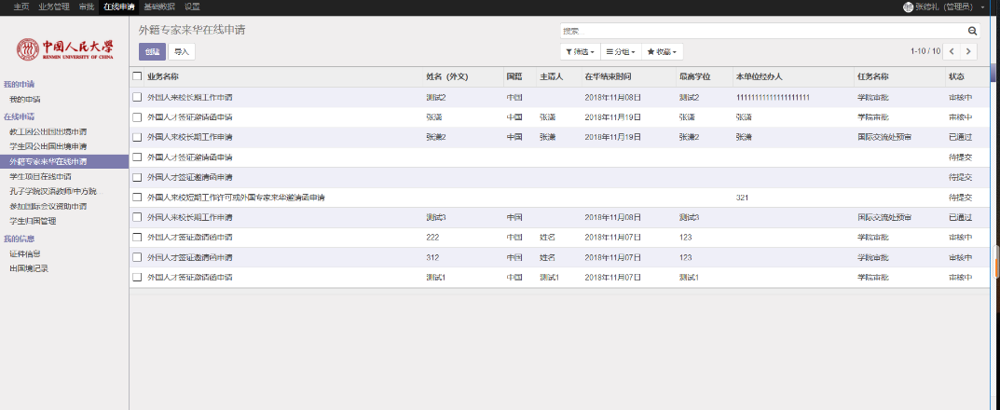 主页 业务管理 审批 在线申请 基础数据 设置 张德礼（管理员）
中国人民大学
RENMIN UNIVERSITY OF CHINA
我的申请
我的申请
在线申请
教工因公出国出境申请
学生因公出国出境申请
外籍专家来华在线申请
学生项目在线申请
孔子学院汉语教师/中方院...
参加国际会议资助申请
学生归国管理
我的信息
证件信息
出国境记录
外籍专家来华在线申请
搜索
创建 导入
筛选 分组 收藏 1-10 / 10
业务名称 姓名（外文） 国籍 主请人 在华结束时间 最高学位 本单位经办人 任务名称 状态
外国人来校长期工作申请 测试2 中国 2018年11月08日 测试2 学院审批 审核中
外国人才签证邀请函申请 张潇 中国 张潇 2018年11月19日 张潇 张潇 学院审批 审核中
外国人来校长期工作申请 张潇2 中国 张潇 2018年11月19日 张潇2 张潇 国际交流处预审 已通过
外国人才签证邀请函申请 待提交
外国人才签证邀请函申请 待提交
外国人来校短期工作许可或外国专家来华邀请函申请 321 待提交
外国人来校长期工作申请 测试3 中国 2018年11月08日 测试3 国际交流处预审 已通过
外国人才签证邀请函申请 222 中国 姓名 2018年11月07日 123 学院审批 审核中
外国人才签证邀请函申请 312 中国 姓名 2018年11月07日 123 学院审批 审核中
外国人才签证邀请函申请 测试1 中国 测试1 2018年11月07日 测试1 学院审批 审核中